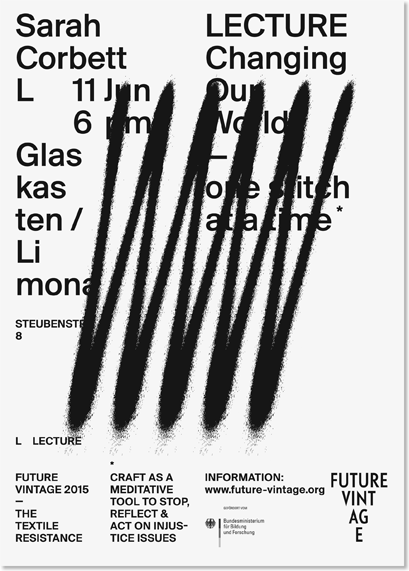 Sarah
Corbett
L 11 Jun
6 pm
Glas
kas
ten /
Li
mona
LECTURE
Changing
Our
World
—
one stitch
at a time*
STEUBENSTR
8
L LECTURE
FUTURE
VINTAGE 2015
—
THE
TEXTILE
RESISTANCE
*
CRAFT AS A
MEDITATIVE
TOOL TO STOP,
REFLECT &
ACT ON INJUS-
TICE ISSUES
INFORMATION:
www.future-vintage.org
Bundesministerium
für Bildung
und Forschung
FUTURE
VINT
AG
E